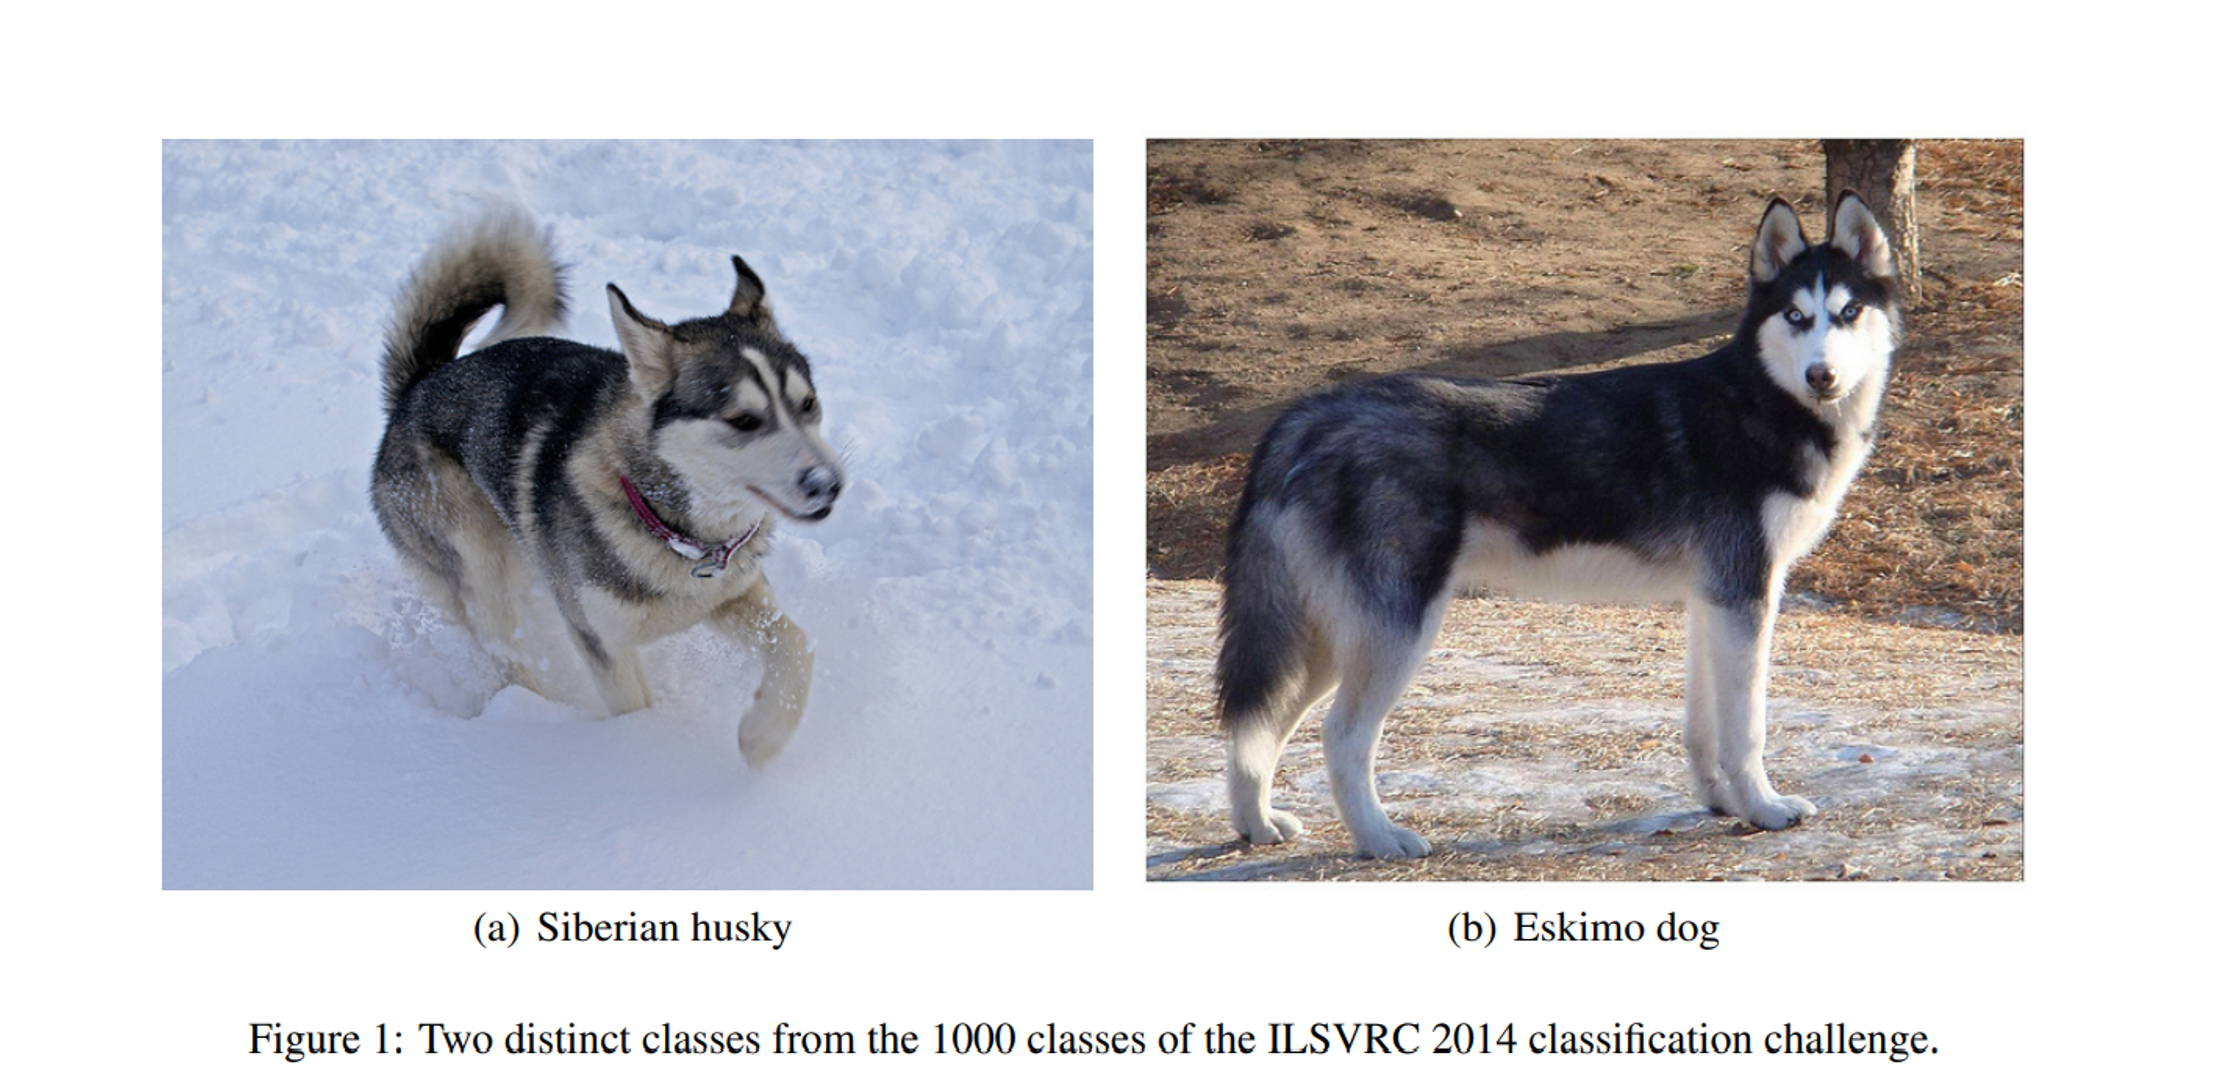 (a) Siberian husky
(b) Eskimo dog
Figure 1: Two distinct classes from the 1000 classes of the ILSVRC 2014 classification challenge.